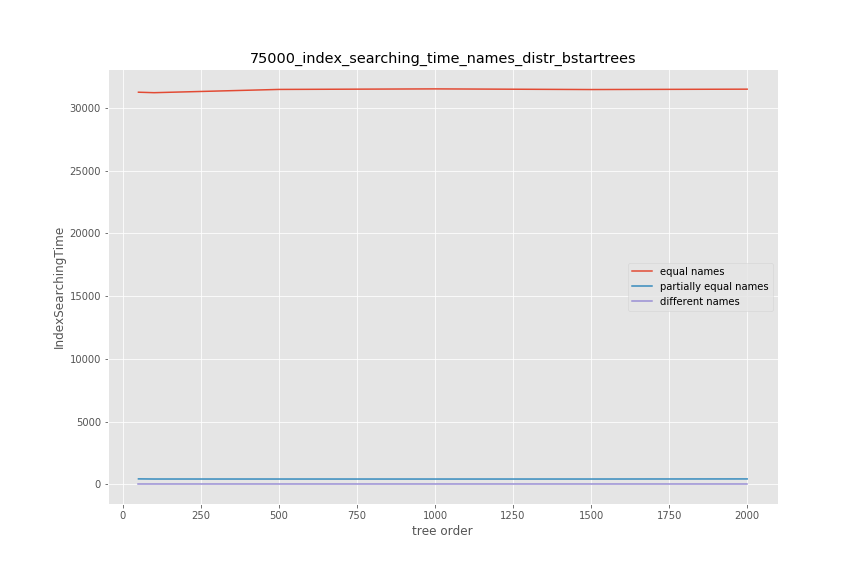 75000_index_searching_time_names_distr_bstartrees
30000
25000
20000
15000
10000
5000
0
IndexSearchingTime
equal names
partially equal names
different names
0 250 500 750 1000 1250 1500 1750 2000
tree order